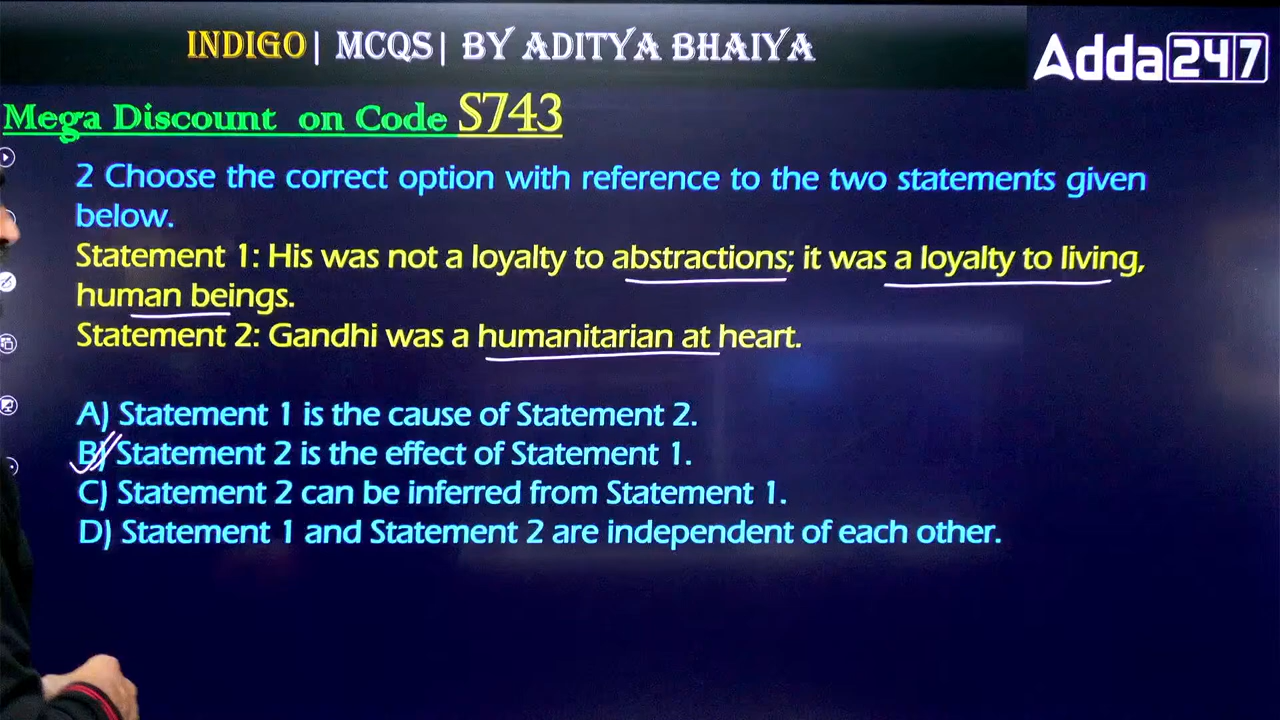 INDIGO| MCQS| BY ADITYA BHAIYA
Adda247
Mega Discount on Code S743
2 Choose the correct option with reference to the two statements given
below.
Statement 1: His was not a loyalty to abstractions; it was a loyalty to living,
human beings.
Statement 2: Gandhi was a humanitarian at heart.
A) Statement 1 is the cause of Statement 2.
B) Statement 2 is the effect of Statement 1.
C) Statement 2 can be inferred from Statement 1.
D) Statement 1 and Statement 2 are independent of each other.